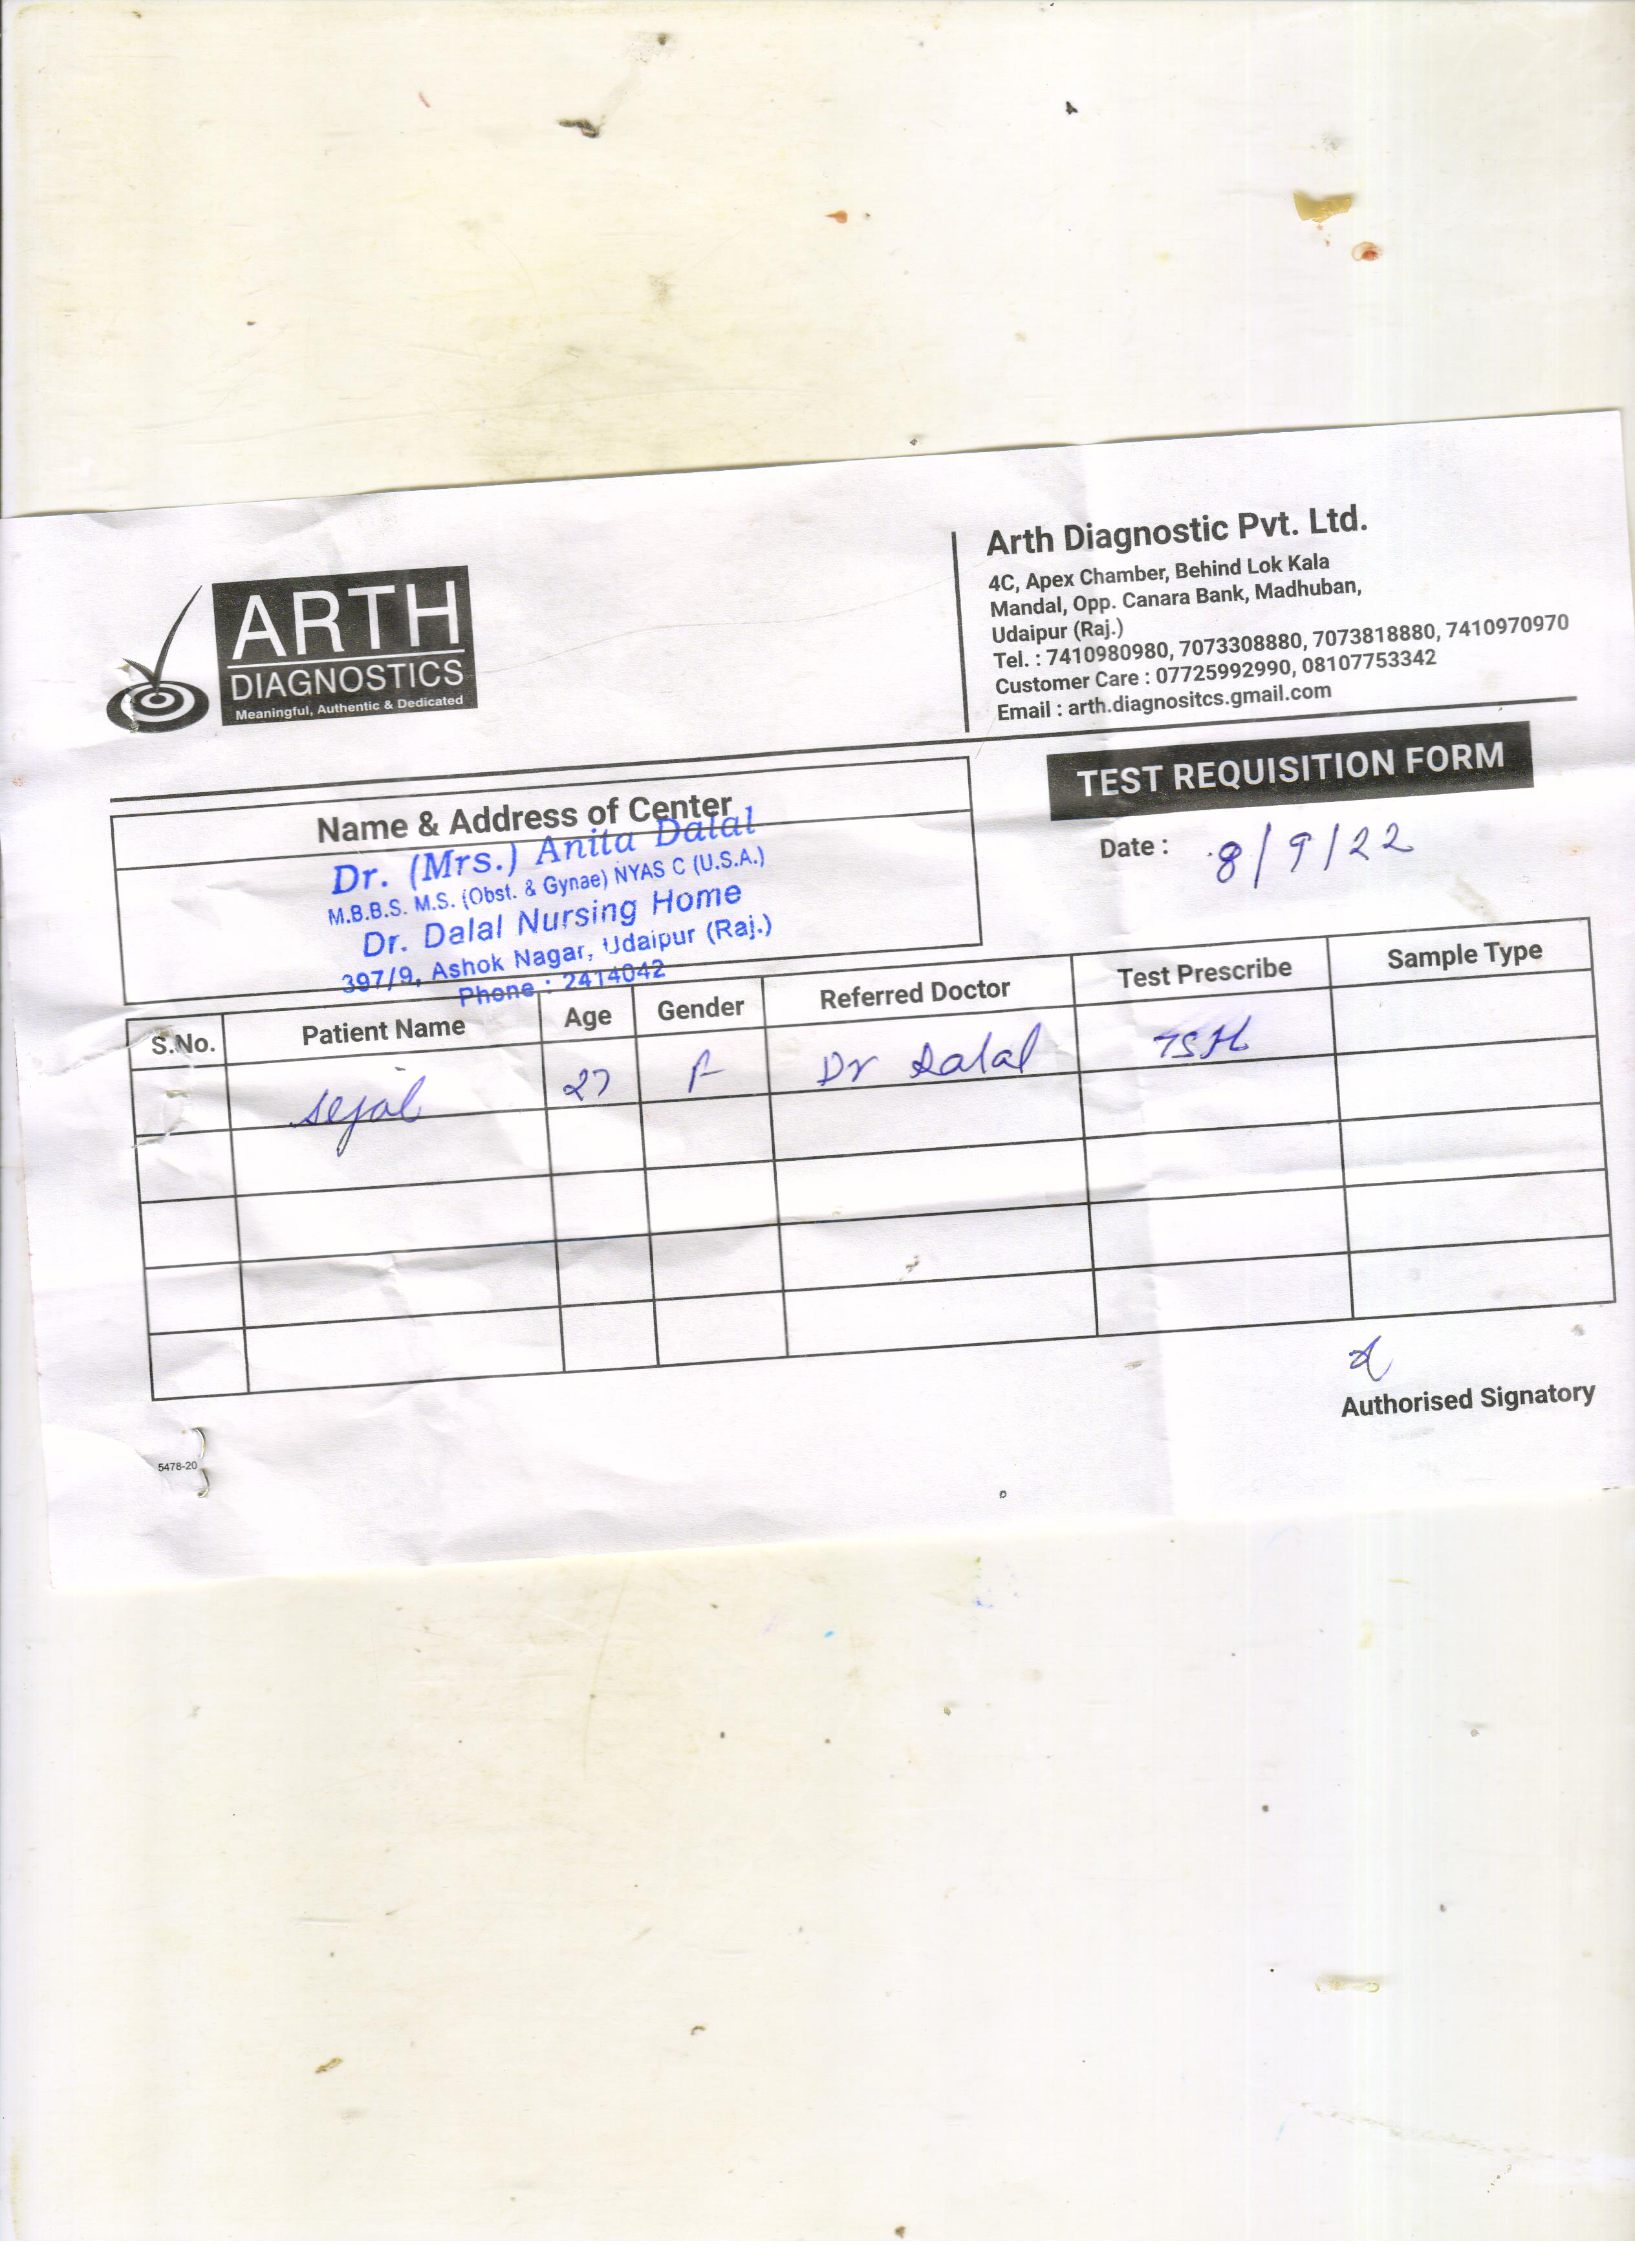 ARTH
DIAGNOSTICS
Meaningful, Authentic & Dedicated
Arth Diagnostic Pvt. Ltd.
4C, Apex Chamber, Behind Lok Kala
Mandal, Opp. Canara Bank, Madhuban,
Udaipur (Raj.)
Tel. : 7410980980, 7073308880, 7073818880, 7410970970
Customer Care : 07725992990, 08107753342
Email : arth.diagnositcs.gmail.com
TEST REQUISITION FORM
Date : 8/9/22
Name & Address of Center
Dr. (Mrs.) Anita Dalal
M.B.B.S. M.S. (Obst. & Gynae) NYAS C (U.S.A.)
Dr. Dalal Nursing Home
397/9, Ashok Nagar, Udaipur (Raj.)
Phone : 2414042
S.No. Patient Name Age Gender Referred Doctor Test Prescribe Sample Type
Sejal 27 F Dr Dalal TSH
Authorised Signatory
5478-20